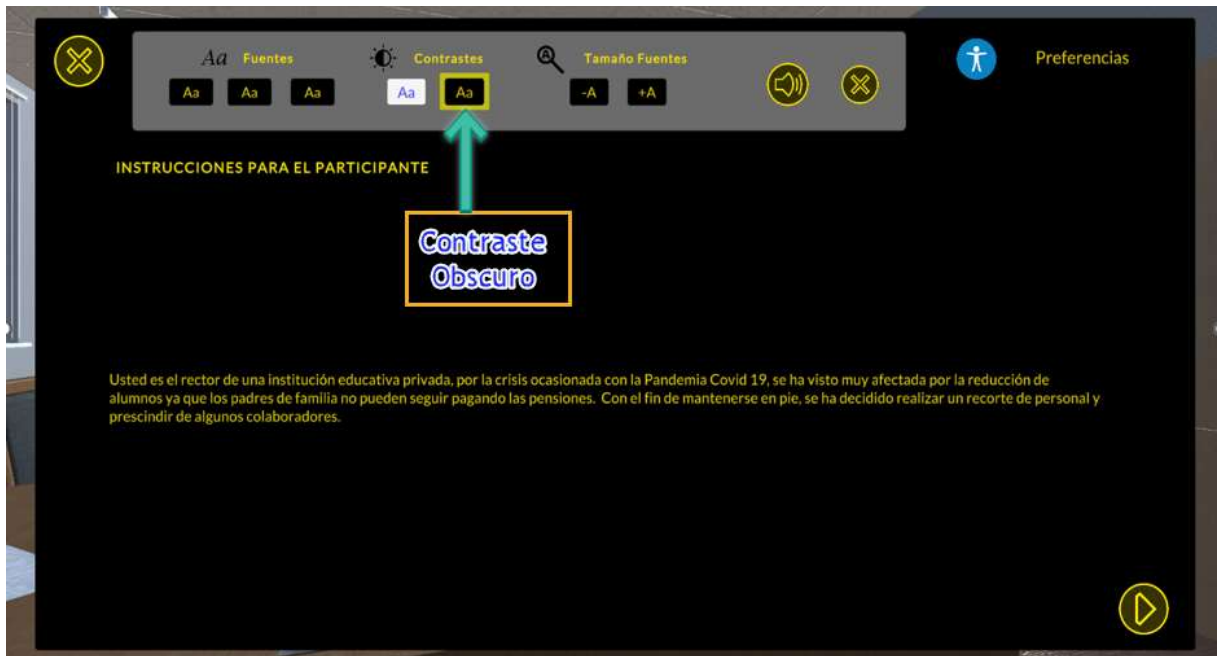 Aa Fuentes
Contrastes
A Tamaño Fuentes
Preferencias
Aa Aa Aa
Aa Aa
-A +A
INSTRUCCIONES PARA EL PARTICIPANTE
Contraste
Obscuro
Usted es el rector de una institución educativa privada, por la crisis ocasionada con la Pandemia Covid 19, se ha visto muy afectada por la reducción de
alumnos ya que los padres de familia no pueden seguir pagando las pensiones. Con el fin de mantenerse en pie, se ha decidido realizar un recorte de personal y
prescindir de algunos colaboradores.